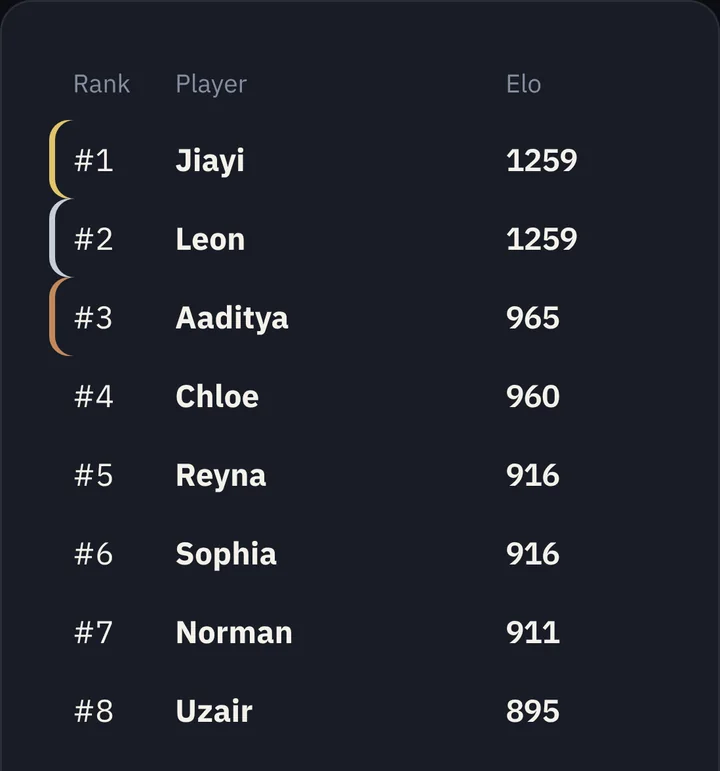 Rank Player Elo
#1 Jiayi 1259
#2 Leon 1259
#3 Aaditya 965
#4 Chloe 960
#5 Reyna 916
#6 Sophia 916
#7 Norman 911
#8 Uzair 895